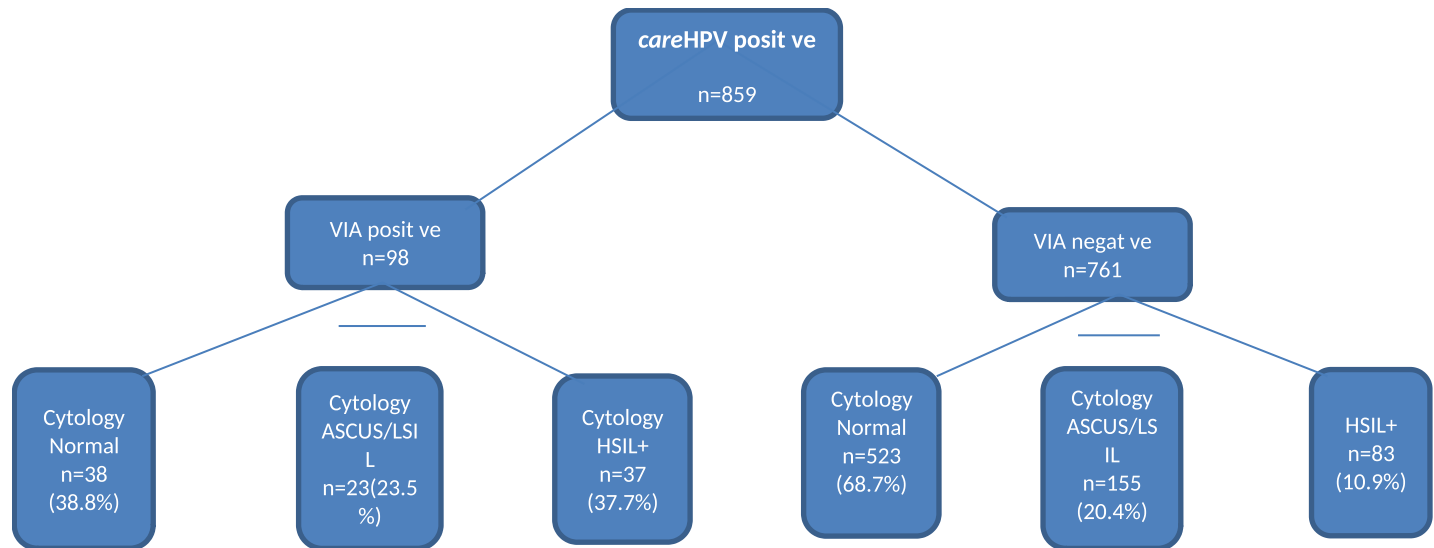 careHPV posit ve
n=859
VIA posit ve
n=98
VIA negat ve
n=761
Cytology
Normal
n=38
(38.8%)
Cytology
ASCUS/LSI
L
n=23(23.5
%)
Cytology
HSIL+
n=37
(37.7%)
Cytology
Normal
n=523
(68.7%)
Cytology
ASCUS/LS
IL
n=155
(20.4%)
HSIL+
n=83
(10.9%)